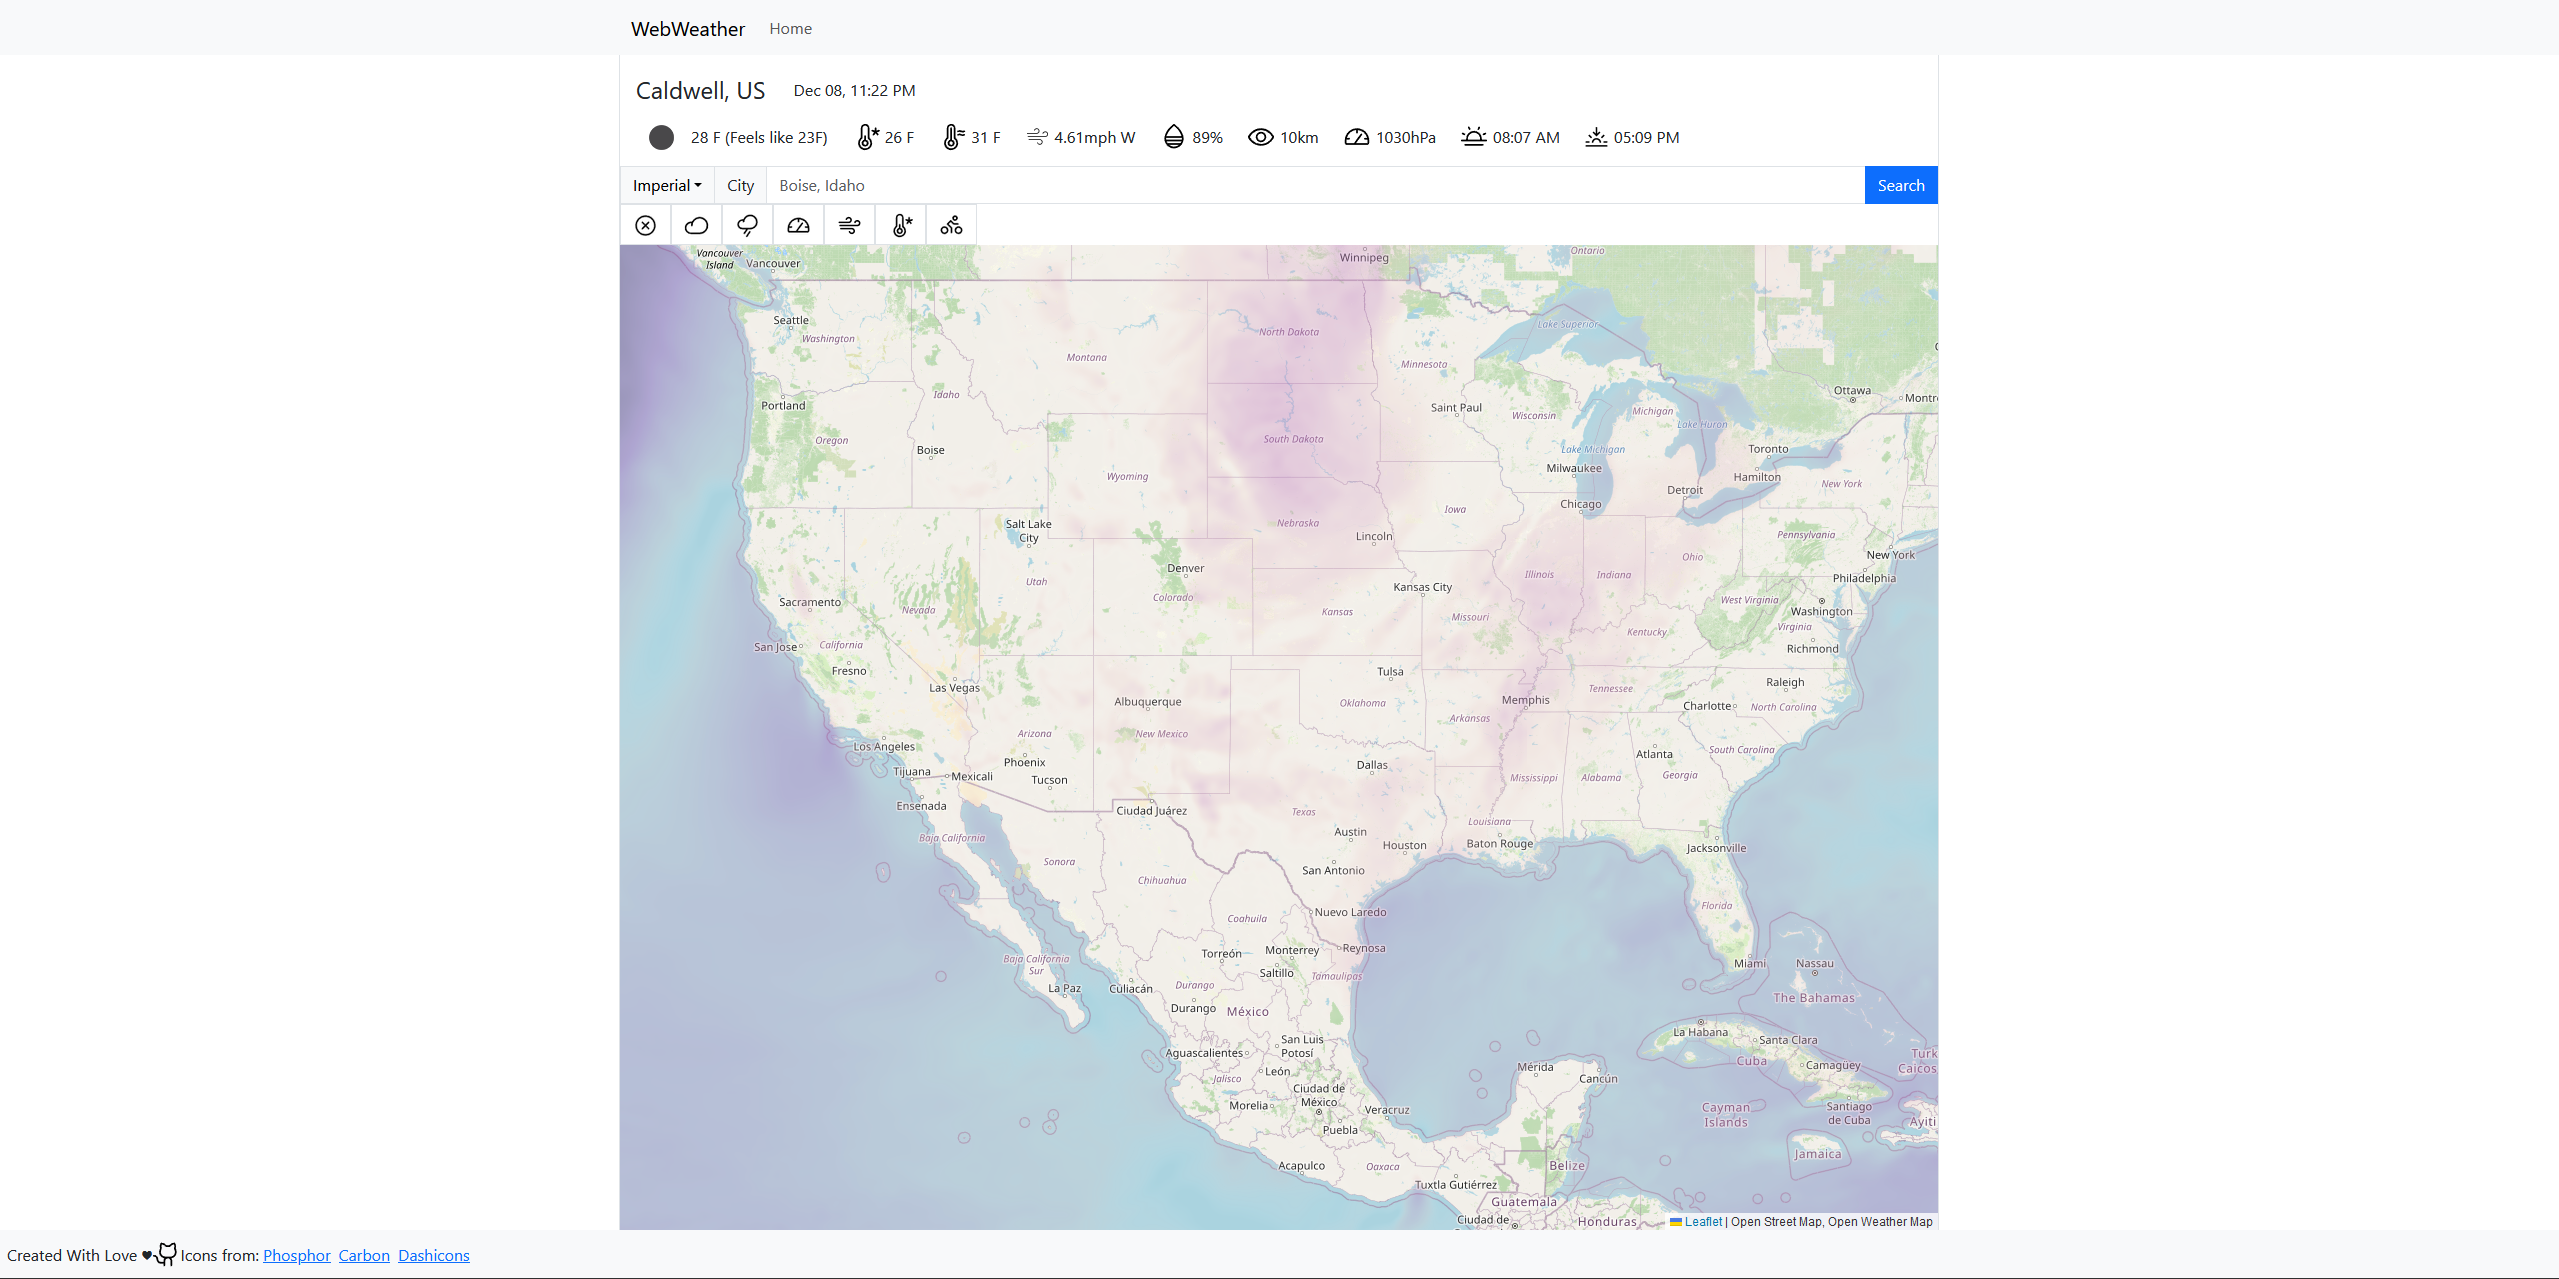 WebWeather Home
Caldwell, US Dec 08, 11:22 PM
28 F (Feels like 23F) 26 F 31 F 4.61mph W 89% 10km 1030hPa 08:07 AM 05:09 PM
Imperial City Boise, Idaho Search
Vancouver Island
Vancouver
Winnipeg
Ontario
Seattle
Washington
North Dakota
Lake Superior
Montana
Minnesota
Idaho
Ottawa
Portland
Saint Paul
Wisconsin
Michigan
Montr
Oregon
South Dakota
Lake Huron
Boise
Lake Michigan
Toronto
Milwaukee
Wyoming
Hamilton
New York
Detroit
Chicago
Iowa
Salt Lake City
Nebraska
Lincoln
Pennsylvania
New York
Ohio
Denver
Illinois
Indiana
Philadelphia
Utah
Kansas City
Colorado
Sacramento
Nevada
Kansas
Missouri
West Virginia
Washington
Virginia
Kentucky
San Jose
California
Richmond
Fresno
Tulsa
Las Vegas
Raleigh
Tennessee
Albuquerque
Oklahoma
Memphis
Charlotte
North Carolina
Arkansas
Arizona
New Mexico
Los Angeles
South Carolina
Atlanta
Phoenix
Dallas
Tijuana
Mexicali
Tucson
Mississippi
Alabama
Georgia
Ensenada
Ciudad Juárez
Texas
Louisiana
Baja California
Austin
Houston
Baton Rouge
Jacksonville
Sonora
San Antonio
Chihuahua
Florida
Nuevo Laredo
Coahuila
Reynosa
Monterrey
Torreón
Baja California Sur
Miami
Nassau
Saltillo
Tamaulipas
La Paz
Culiacán
Durango
The Bahamas
Durango
México
La Habana
Santa Clara
San Luis Potosí
Aguascalientes
Cuba
Camagüey
Turk
Caicos
Mérida
Cancún
León
Jalisco
Ciudad de México
Morelia
Veracruz
Cayman Islands
Santiago de Cuba
Ayiti
Puebla
Jamaica
Acapulco
Oaxaca
Belize
Tuxtla Gutiérrez
Guatemala
Ciudad de
Honduras
Leaflet | Open Street Map, Open Weather Map
Created With Love Icons from: Phosphor Carbon Dashicons